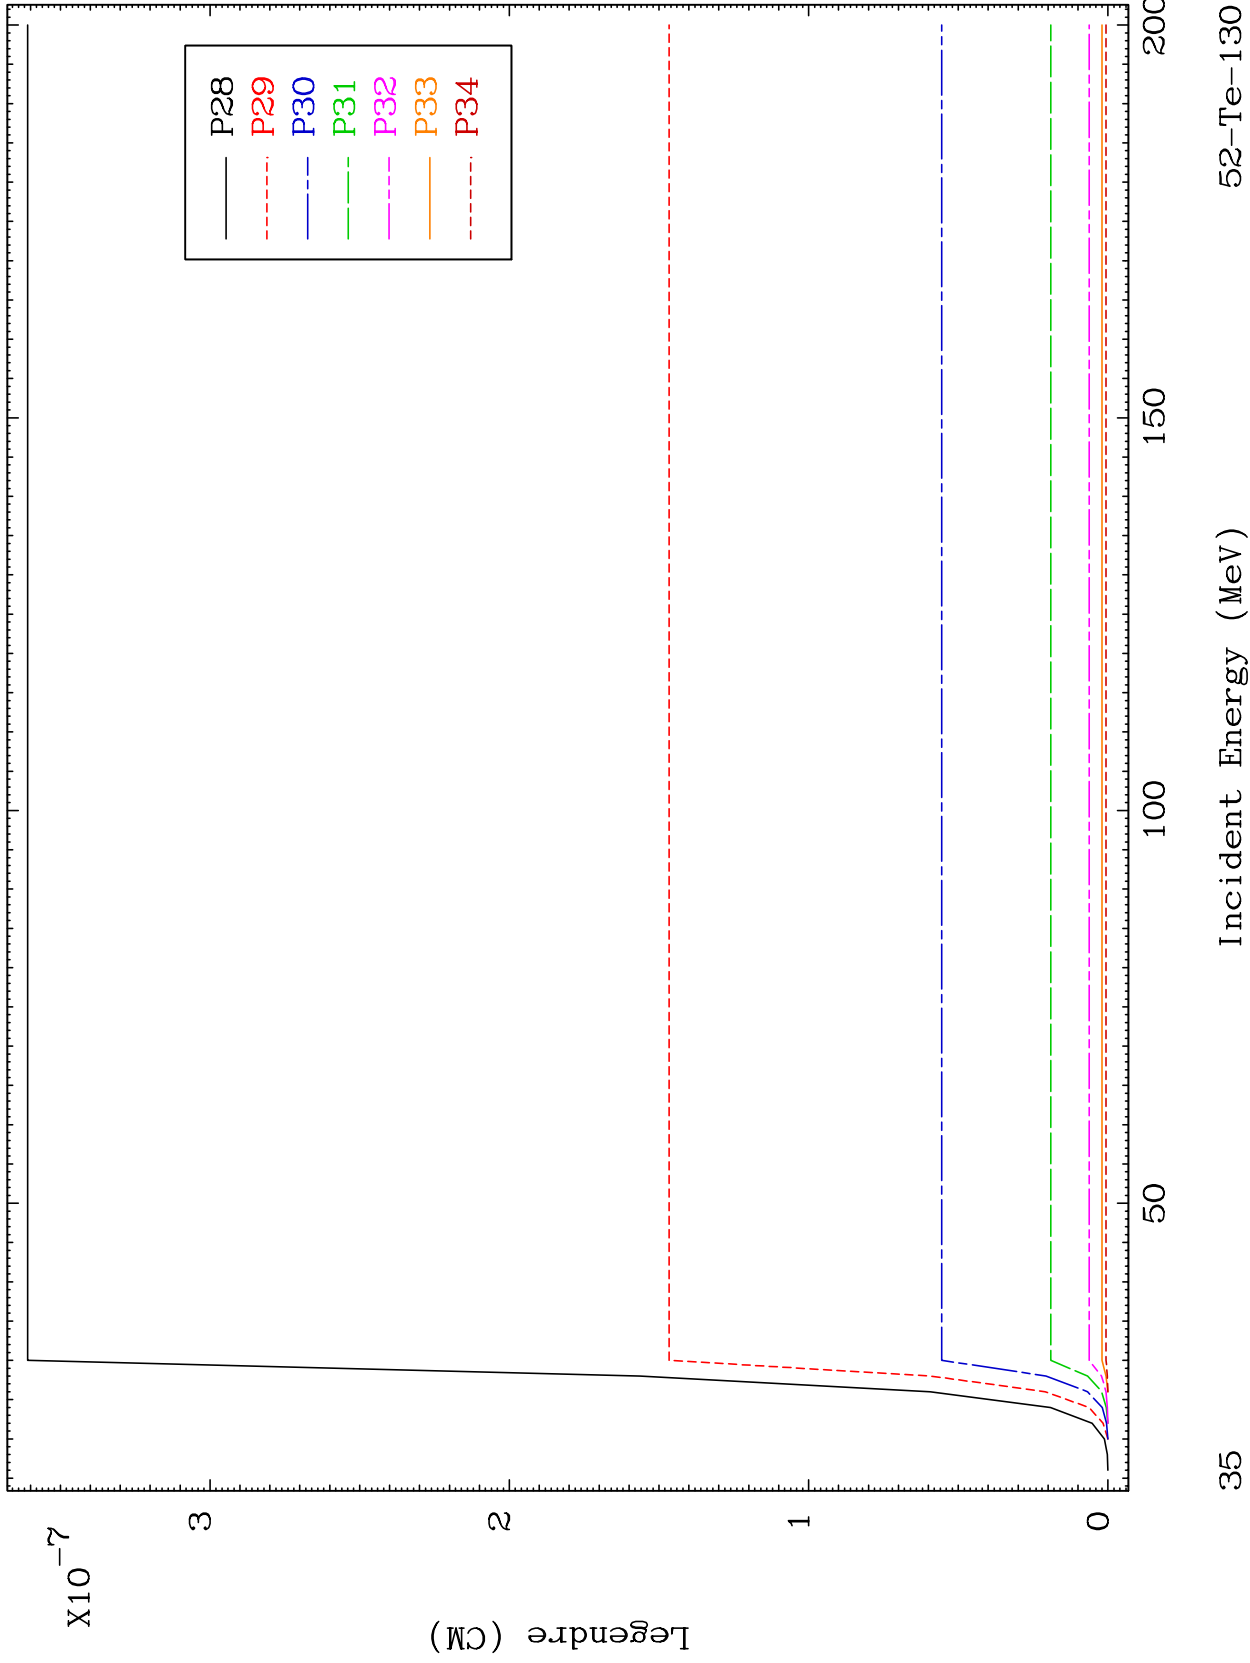 X10-7
3
2
1
0
Legendre (CM)
P28
P29
P30
P31
P32
P33
P34
50
100
150
200
35
Incident Energy (MeV)
52-Te-130